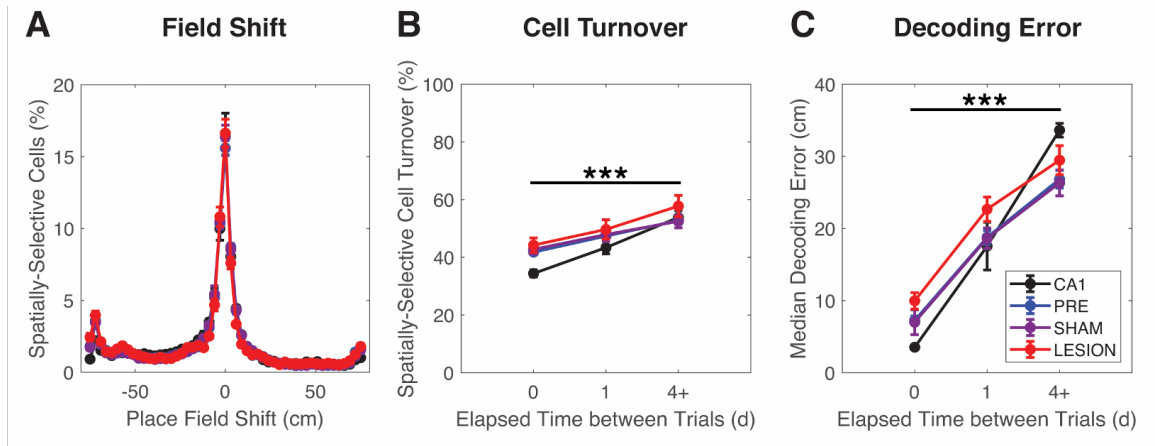 A Field Shift
B Cell Turnover
C Decoding Error
Spatially-Selective Cells (%)
20
15
10
5
0
-50 0 50
Place Field Shift (cm)
Spatially-Selective Cell Turnover (%)
100
80
60
40
20
0
***
0 1 4+
Elapsed Time between Trials (d)
Median Decoding Error (cm)
40
30
20
10
0
***
CA1
PRE
SHAM
LESION
0 1 4+
Elapsed Time between Trials (d)